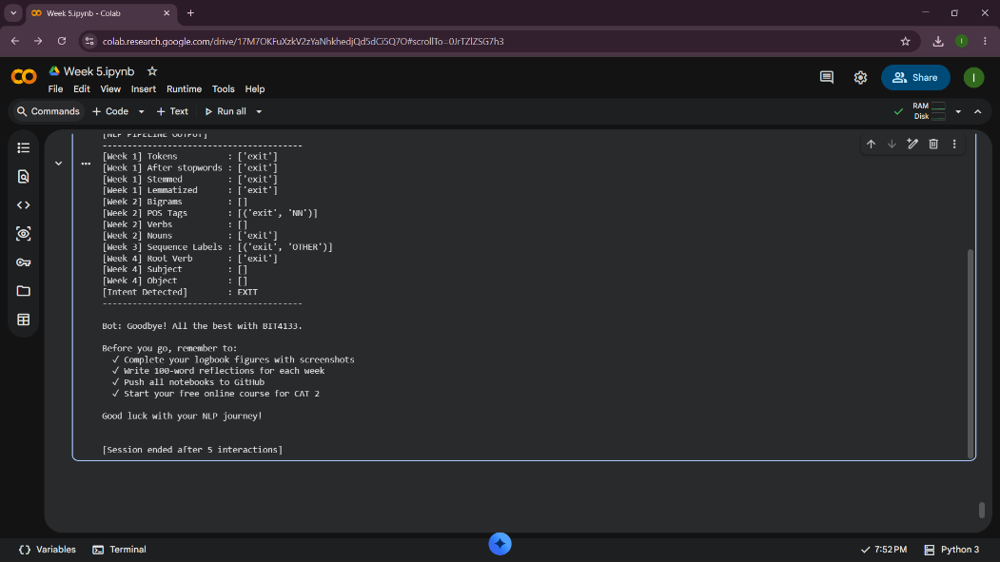 Week 5.ipynb - Colab
colab.research.google.com/drive/17M7OKFuXzkV2zYaNhkhedjQd5dCi5Q7O#scrollTo=0JrTZlZSG7h3
I
Week 5.ipynb
File Edit View Insert Runtime Tools Help
Share
I
Commands + Code + Text Run all
RAM
Disk
[NLP PIPELINE OUTPUT]
----------------------------------------
[Week 1] Tokens : ['exit']
[Week 1] After stopwords : ['exit']
[Week 1] Stemmed : ['exit']
[Week 1] Lemmatized : ['exit']
[Week 2] Bigrams : []
[Week 2] POS Tags : [('exit', 'NN')]
[Week 2] Verbs : []
[Week 2] Nouns : ['exit']
[Week 3] Sequence Labels : [('exit', 'OTHER')]
[Week 4] Root Verb : ['exit']
[Week 4] Subject : []
[Week 4] Object : []
[Intent Detected] : EXIT
----------------------------------------
Bot: Goodbye! All the best with BIT4133.
Before you go, remember to:
✓ Complete your logbook figures with screenshots
✓ Write 100-word reflections for each week
✓ Push all notebooks to GitHub
✓ Start your free online course for CAT 2
Good luck with your NLP journey!
[Session ended after 5 interactions]
Variables Terminal
7:52 PM Python 3